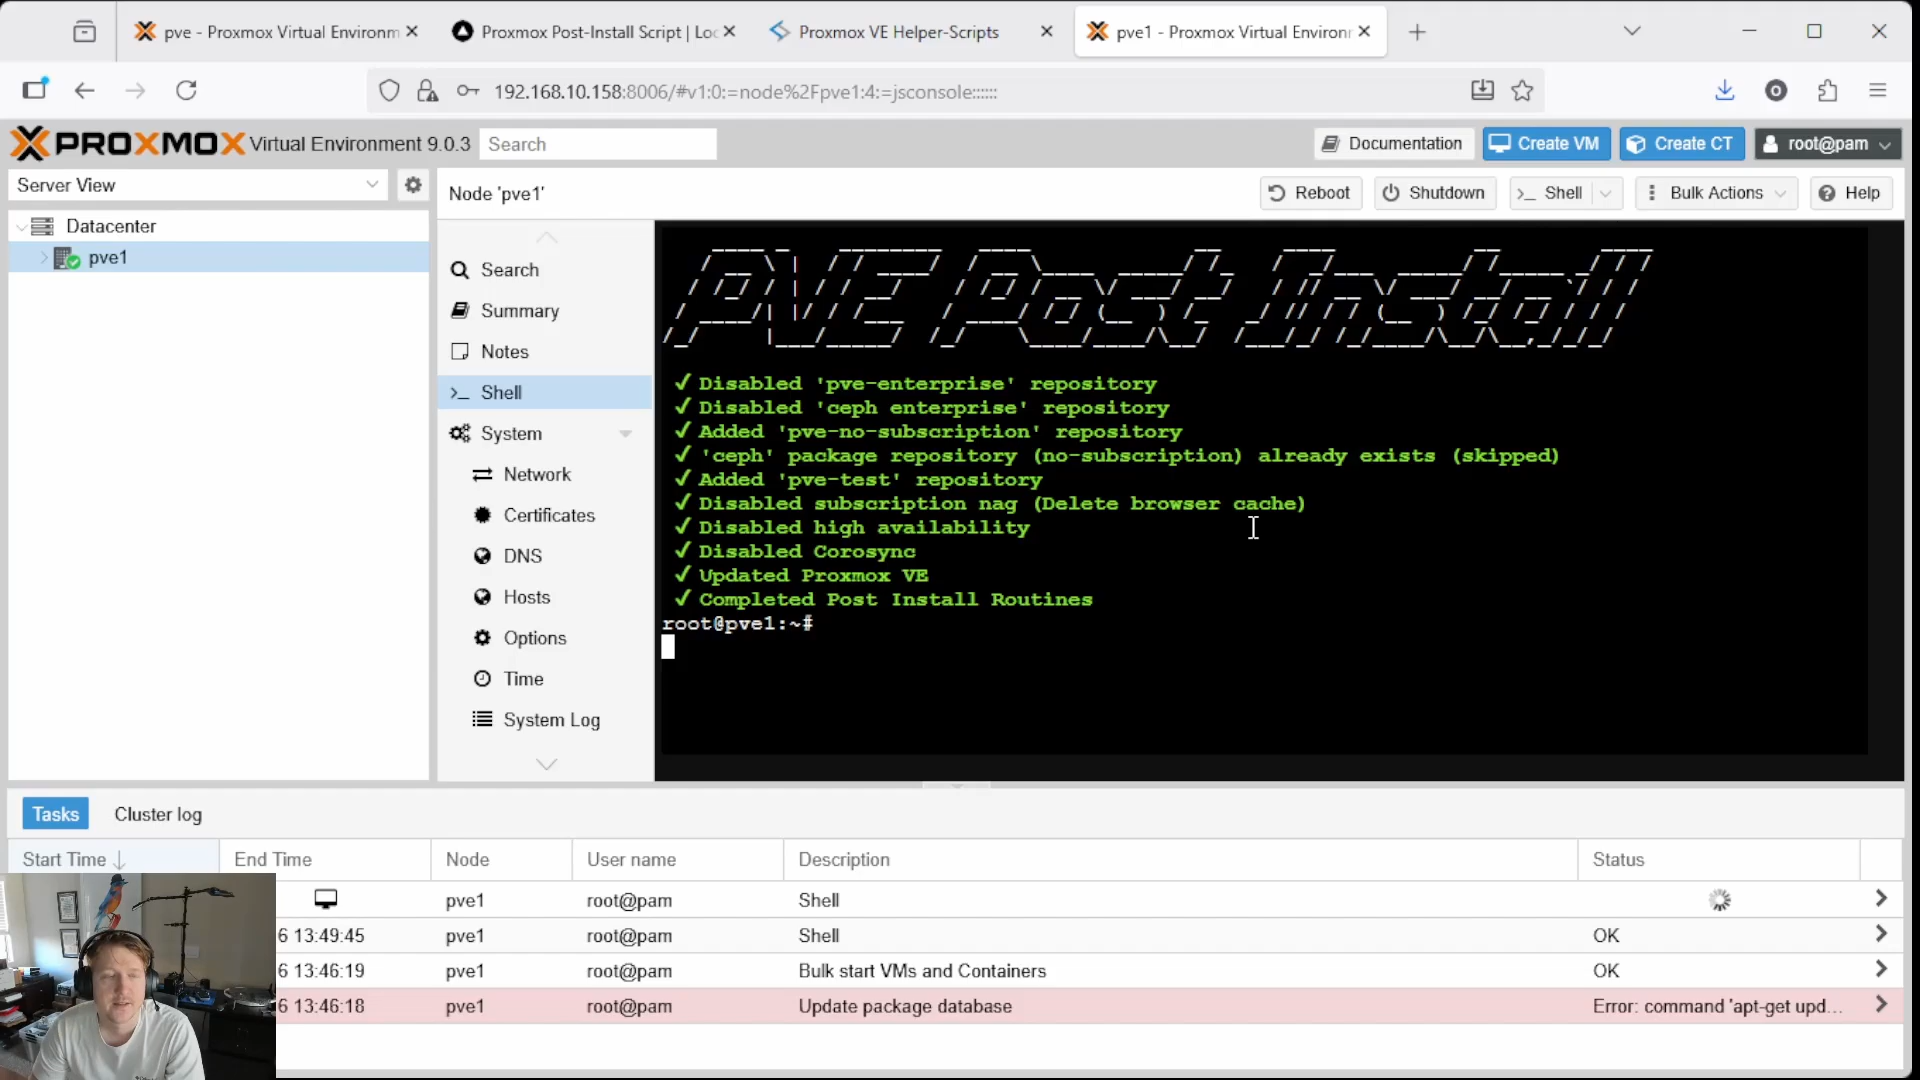 pve - Proxmox Virtual Environm
Proxmox Post-Install Script | Loc
Proxmox VE Helper-Scripts
pve1 - Proxmox Virtual Environr
192.168.10.158:8006/#v1:0:=node%2Fpve1:4:=jsconsole::::::
PROXMOX Virtual Environment 9.0.3
Search
Documentation
Create VM
Create CT
root@pam
Server View
Node 'pve1'
Reboot
Shutdown
>_ Shell
Bulk Actions
Help
Datacenter
pve1
Search
Summary
Notes
>_ Shell
System
Network
Certificates
DNS
Hosts
Options
Time
System Log
PVE Post Install
✓ Disabled 'pve-enterprise' repository
✓ Disabled 'ceph enterprise' repository
✓ Added 'pve-no-subscription' repository
✓ 'ceph' package repository (no-subscription) already exists (skipped)
✓ Added 'pve-test' repository
✓ Disabled subscription nag (Delete browser cache)
✓ Disabled high availability
✓ Disabled Corosync
✓ Updated Proxmox VE
✓ Completed Post Install Routines
root@pve1:~#
Tasks
Cluster log
Start Time
End Time
Node
User name
Description
Status
pve1 root@pam Shell
6 13:49:45 pve1 root@pam Shell OK
6 13:46:19 pve1 root@pam Bulk start VMs and Containers OK
6 13:46:18 pve1 root@pam Update package database Error: command 'apt-get upd...